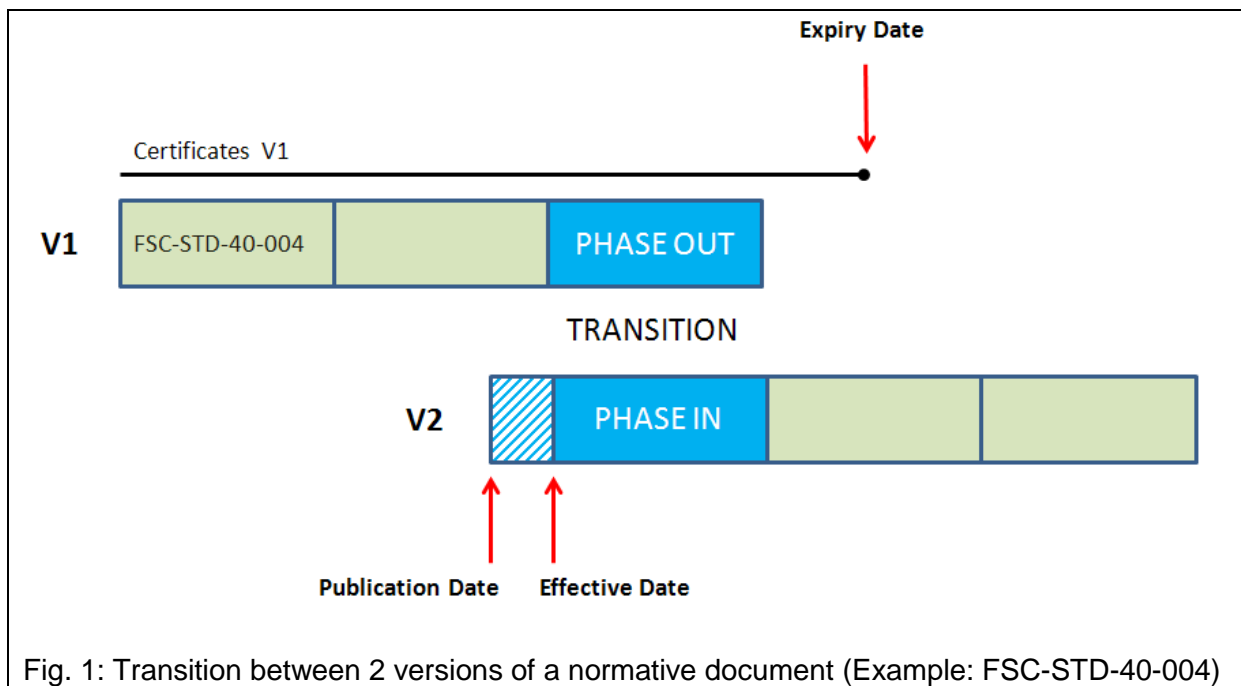 Expiry Date
Certificates V1
V1
FSC-STD-40-004
PHASE OUT
TRANSITION
V2
PHASE IN
Publication Date
Effective Date
Fig. 1: Transition between 2 versions of a normative document (Example: FSC-STD-40-004)